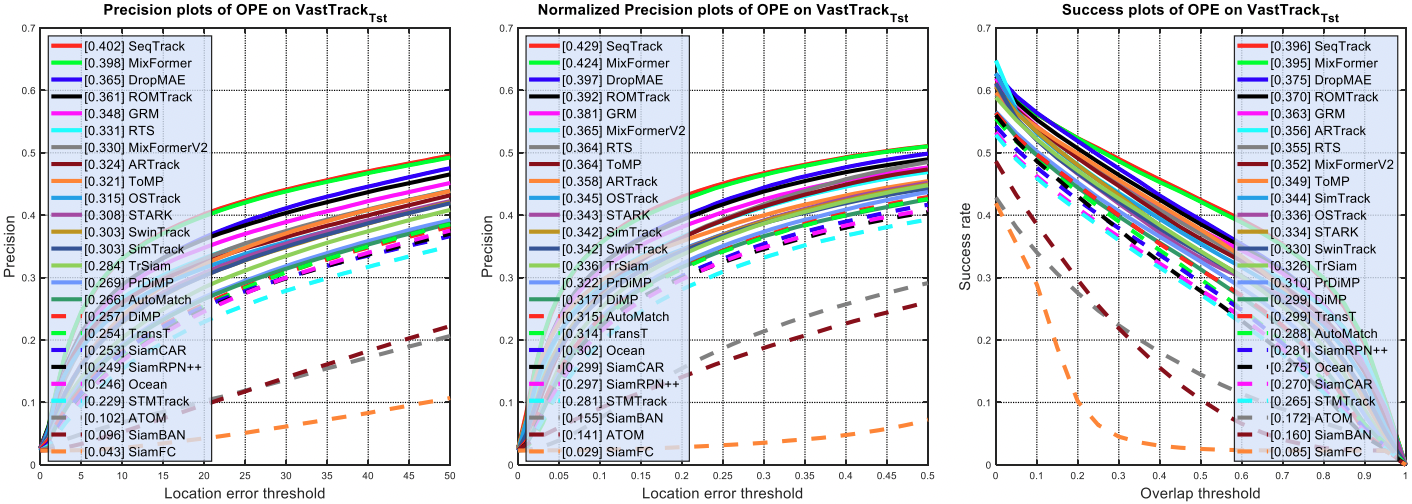 Precision plots of OPE on VastTrack_Tst
0.7
0.6
0.5
0.4
0.3
0.2
0.1
0
Precision
[0.402] SeqTrack
[0.398] MixFormer
[0.365] DropMAE
[0.361] ROMTrack
[0.348] GRM
[0.331] RTS
[0.330] MixFormerV2
[0.324] ARTrack
[0.321] ToMP
[0.315] OSTrack
[0.308] STARK
[0.303] SwinTrack
[0.303] SimTrack
[0.284] TrSiam
[0.269] PrDiMP
[0.266] AutoMatch
[0.257] DiMP
[0.254] TransT
[0.253] SiamCAR
[0.249] SiamRPN++
[0.246] Ocean
[0.229] STMTrack
[0.102] ATOM
[0.096] SiamBAN
[0.043] SiamFC
0 5 10 15 20 25 30 35 40 45 50
Location error threshold
Normalized Precision plots of OPE on VastTrack_Tst
0.7
0.6
0.5
0.4
0.3
0.2
0.1
0
Precision
[0.429] SeqTrack
[0.424] MixFormer
[0.397] DropMAE
[0.392] ROMTrack
[0.381] GRM
[0.365] MixFormerV2
[0.364] RTS
[0.364] ToMP
[0.358] ARTrack
[0.345] OSTrack
[0.343] STARK
[0.342] SimTrack
[0.342] SwinTrack
[0.336] TrSiam
[0.322] PrDiMP
[0.317] DiMP
[0.315] AutoMatch
[0.314] TransT
[0.302] Ocean
[0.299] SiamCAR
[0.297] SiamRPN++
[0.281] STMTrack
[0.155] SiamBAN
[0.141] ATOM
[0.029] SiamFC
0 0.05 0.1 0.15 0.2 0.25 0.3 0.35 0.4 0.45 0.5
Location error threshold
Success plots of OPE on VastTrack_Tst
0.7
0.6
0.5
0.4
0.3
0.2
0.1
0
Success rate
[0.396] SeqTrack
[0.395] MixFormer
[0.375] DropMAE
[0.370] ROMTrack
[0.363] GRM
[0.356] ARTrack
[0.355] RTS
[0.352] MixFormerV2
[0.349] ToMP
[0.344] SimTrack
[0.336] OSTrack
[0.334] STARK
[0.330] SwinTrack
[0.326] TrSiam
[0.310] PrDiMP
[0.299] DiMP
[0.299] TransT
[0.288] AutoMatch
[0.281] SiamRPN++
[0.275] Ocean
[0.270] SiamCAR
[0.265] STMTrack
[0.172] ATOM
[0.160] SiamBAN
[0.085] SiamFC
0 0.1 0.2 0.3 0.4 0.5 0.6 0.7 0.8 0.9 1
Overlap threshold